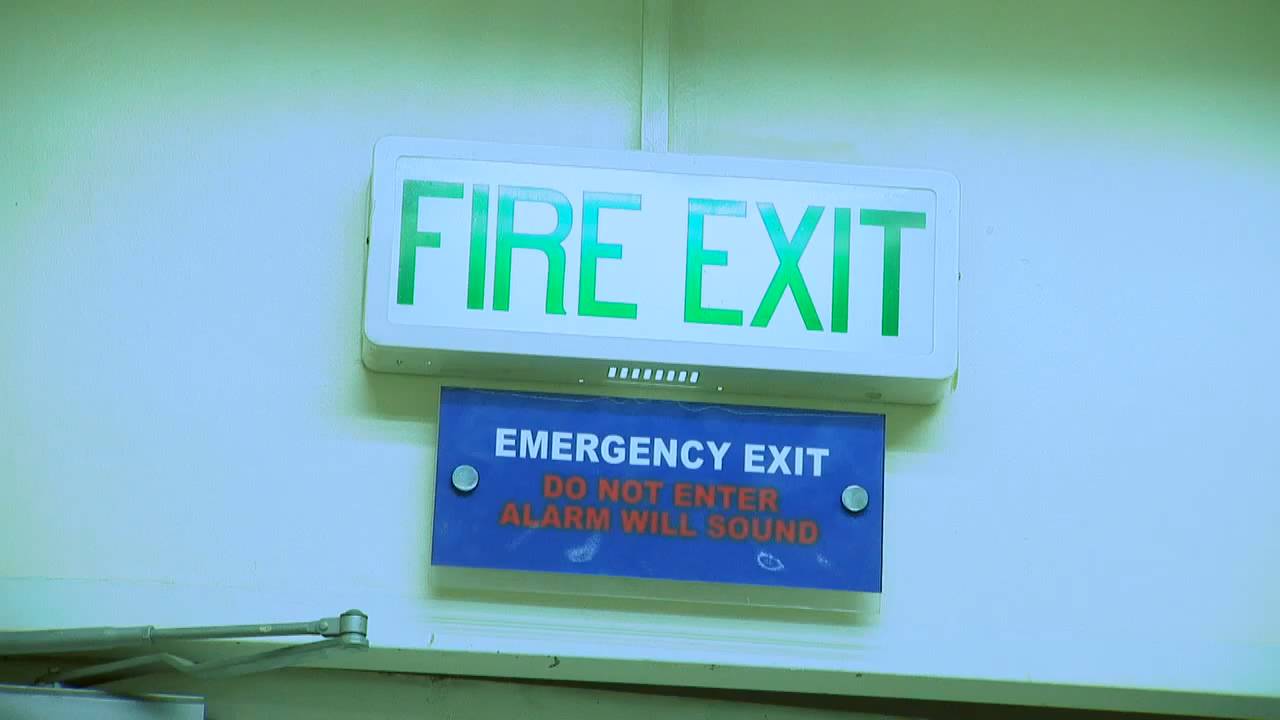 FIRE EXIT
EMERGENCY EXIT
DO NOT ENTER
ALARM WILL SOUND